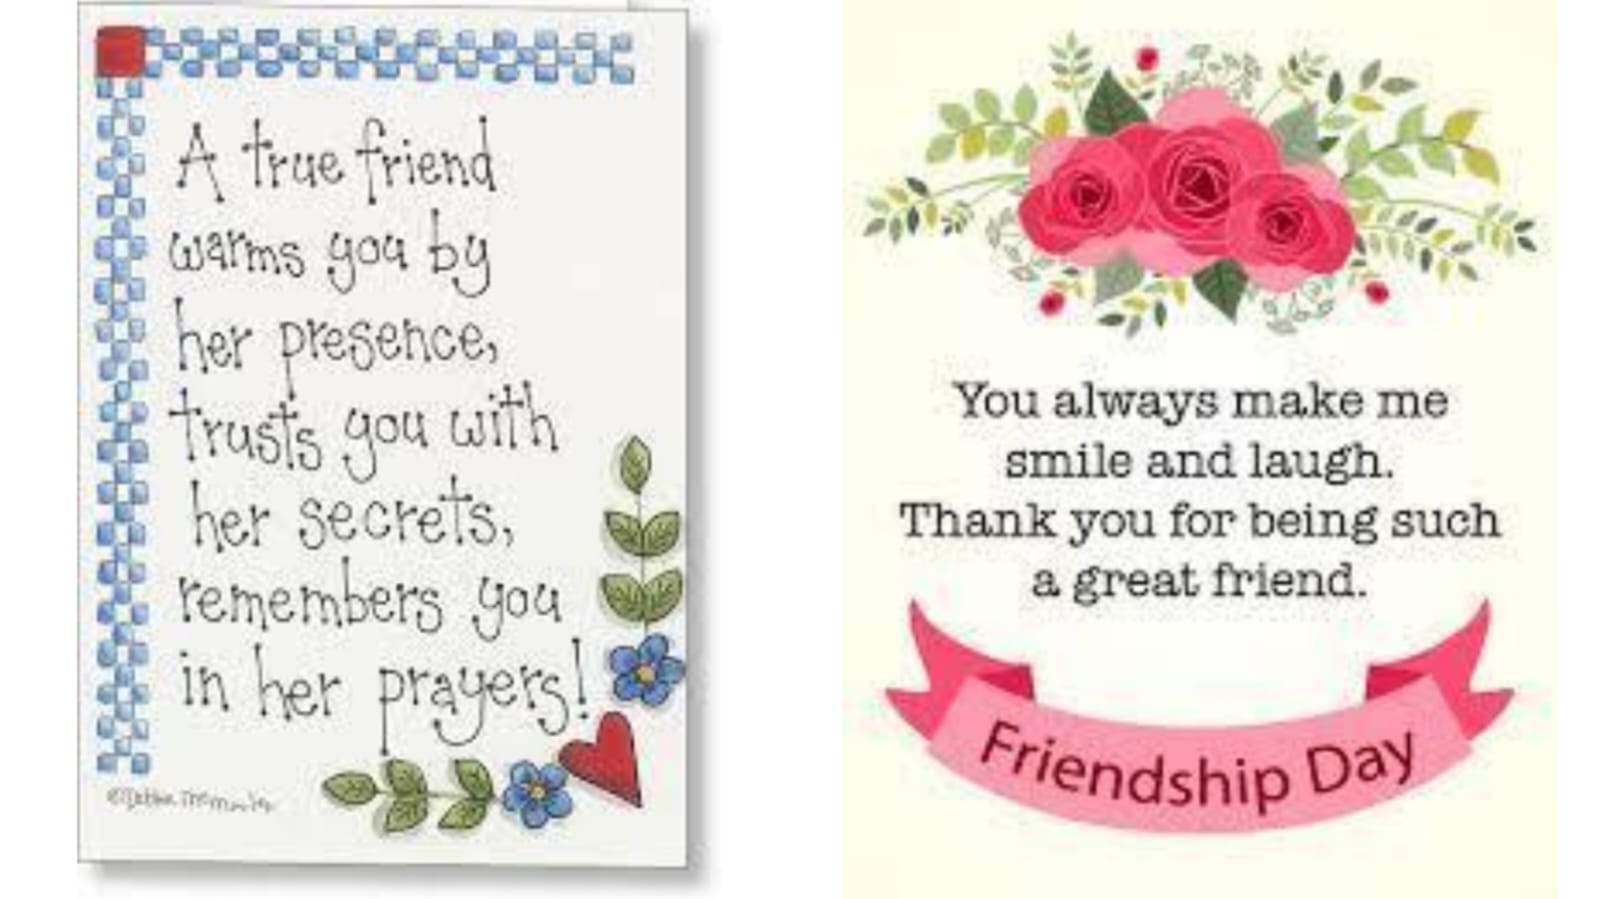 A true friend
warms you by
her presence,
trusts you with
her secrets,
remembers you
in her prayers!
You always make me
smile and laugh.
Thank you for being such
a great friend.
Friendship Day